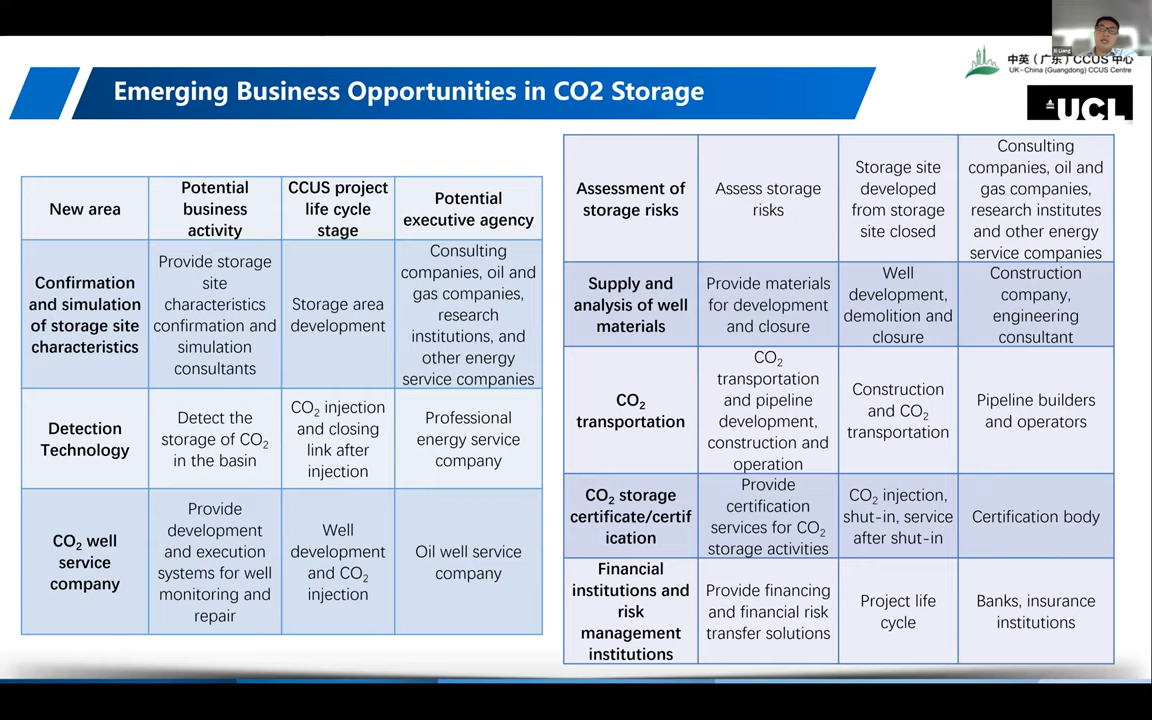 Xi Liang
中英（广东）CCUS 中心
UK-China (Guangdong) CCUS Centre
UCL
Emerging Business Opportunities in CO2 Storage
New area
Potential
business
activity
CCUS project
life cycle
stage
Potential
executive agency
Confirmation
and simulation
of storage site
characteristics
Provide storage
site
characteristics
confirmation and
simulation
consultants
Storage area
development
Consulting
companies, oil and
gas companies,
research
institutions, and
other energy
service companies
Detection
Technology
Detect the
storage of CO₂
in the basin
CO₂ injection
and closing
link after
injection
Professional
energy service
company
CO₂ well
service
company
Provide
development
and execution
systems for well
monitoring and
repair
Well
development
and CO₂
injection
Oil well service
company
Assessment of
storage risks
Assess storage
risks
Storage site
developed
from storage
site closed
Consulting
companies, oil and
gas companies,
research institutes
and other energy
service companies
Supply and
analysis of well
materials
Provide materials
for development
and closure
Well
development,
demolition and
closure
Construction
company,
engineering
consultant
CO₂
transportation
CO₂
transportation
and pipeline
development,
construction and
operation
Construction
and CO₂
transportation
Pipeline builders
and operators
CO₂ storage
certificate/certif
ication
Provide
certification
services for CO₂
storage activities
CO₂ injection,
shut-in, service
after shut-in
Certification body
Financial
institutions and
risk
management
institutions
Provide financing
and financial risk
transfer solutions
Project life
cycle
Banks, insurance
institutions